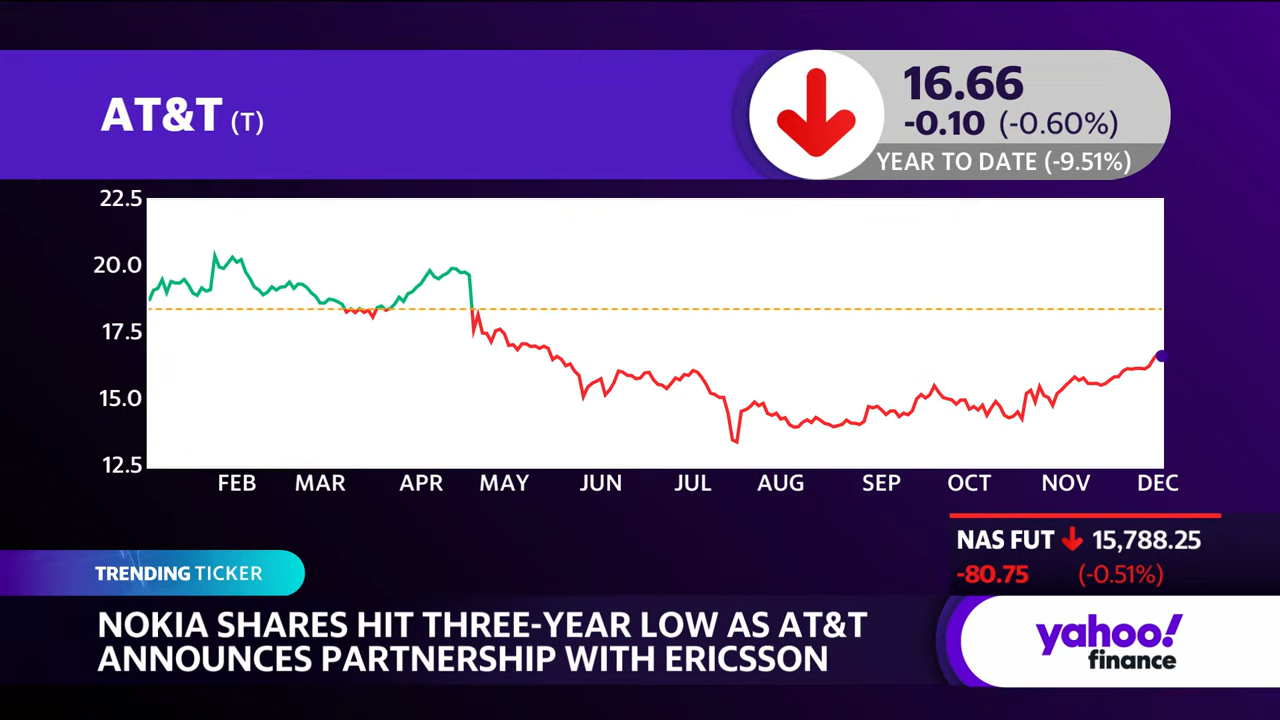 AT&T (T)
16.66
-0.10 (-0.60%)
YEAR TO DATE (-9.51%)
22.5
20.0
17.5
15.0
12.5
FEB MAR APR MAY JUN JUL AUG SEP OCT NOV DEC
NAS FUT 15,788.25
-80.75 (-0.51%)
TRENDING TICKER
NOKIA SHARES HIT THREE-YEAR LOW AS AT&T
ANNOUNCES PARTNERSHIP WITH ERICSSON
yahoo!
finance